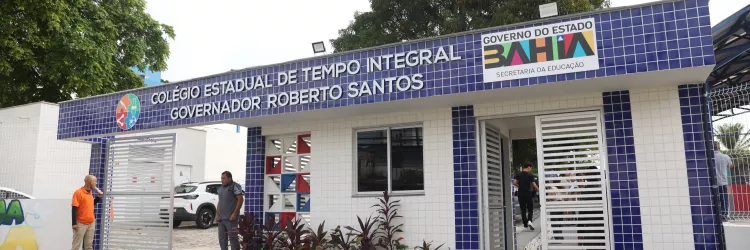 COLÉGIO ESTADUAL DE TEMPO INTEGRAL
GOVERNADOR ROBERTO SANTOS
GOVERNO DO ESTADO
BAHIA
SECRETARIA DA EDUCAÇÃO